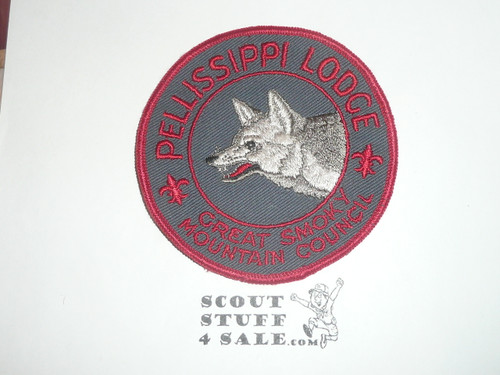 PELLISSIPPI LODGE
GREAT SMOKY
MOUNTAIN COUNCIL
SCOUT
STUFF
4 SALE.com